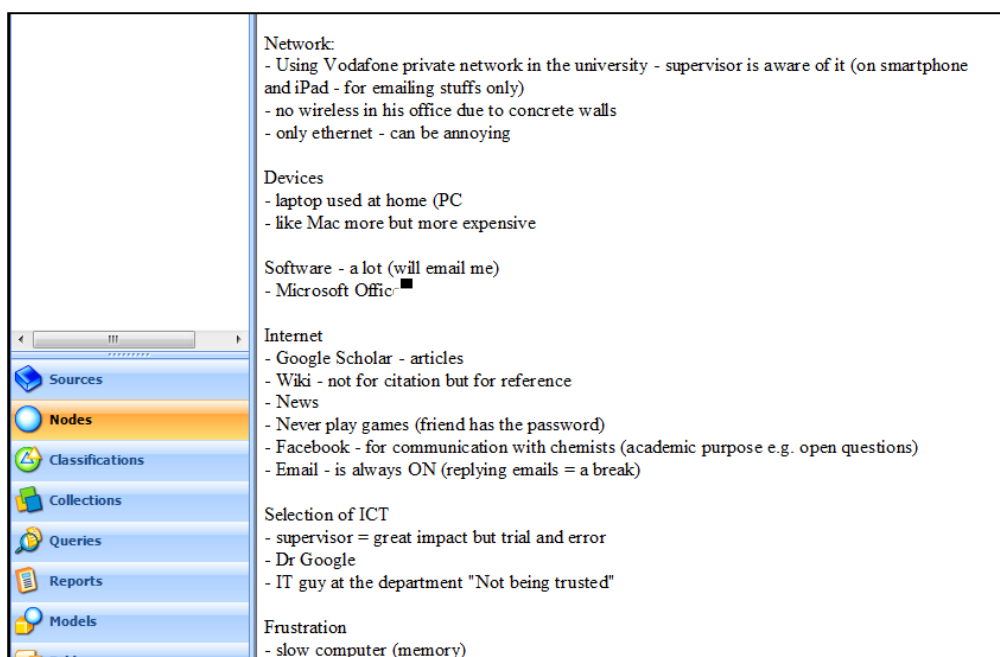 Network:
- Using Vodafone private network in the university - supervisor is aware of it (on smartphone
and iPad - for emailing stuffs only)
- no wireless in his office due to concrete walls
- only ethernet - can be annoying
Devices
- laptop used at home (PC
- like Mac more but more expensive
Software - a lot (will email me)
- Microsoft Offic
Internet
- Google Scholar - articles
- Wiki - not for citation but for reference
- News
- Never play games (friend has the password)
- Facebook - for communication with chemists (academic purpose e.g. open questions)
- Email - is always ON (replying emails = a break)
Selection of ICT
- supervisor = great impact but trial and error
- Dr Google
- IT guy at the department "Not being trusted"
Frustration
- slow computer (memory)
Sources
Nodes
Classifications
Collections
Queries
Reports
Models